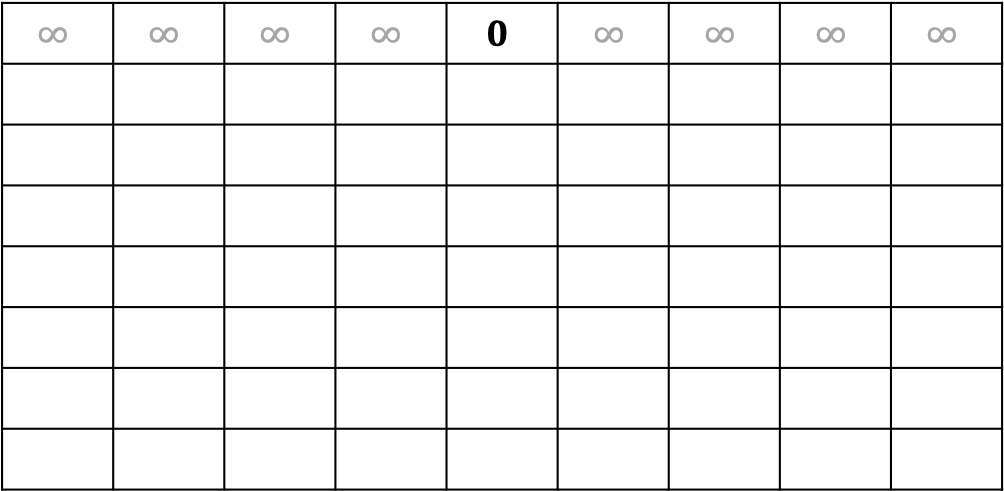 ∞ ∞ ∞ ∞ 0 ∞ ∞ ∞ ∞